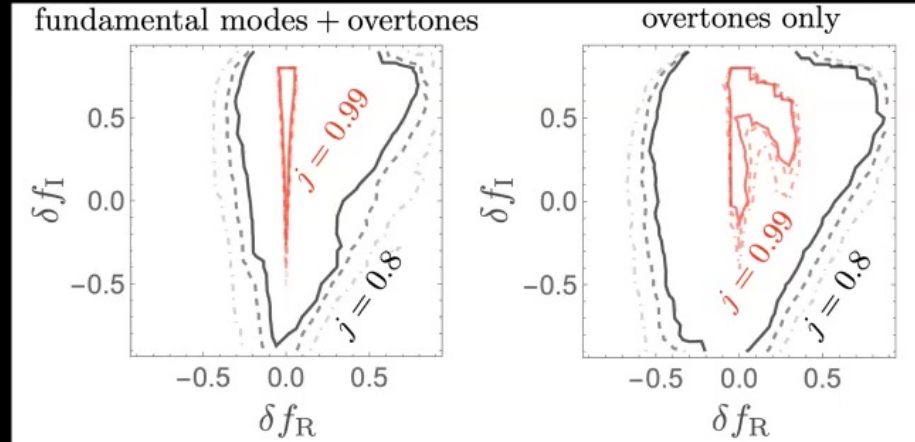 fundamental modes + overtones
overtones only
0.5
0.0
−0.5
δf_I
j = 0.99
j = 0.8
−0.5 0.0 0.5
δf_R
0.5
0.0
−0.5
δf_I
j = 0.99
j = 0.8
−0.5 0.0 0.5
δf_R